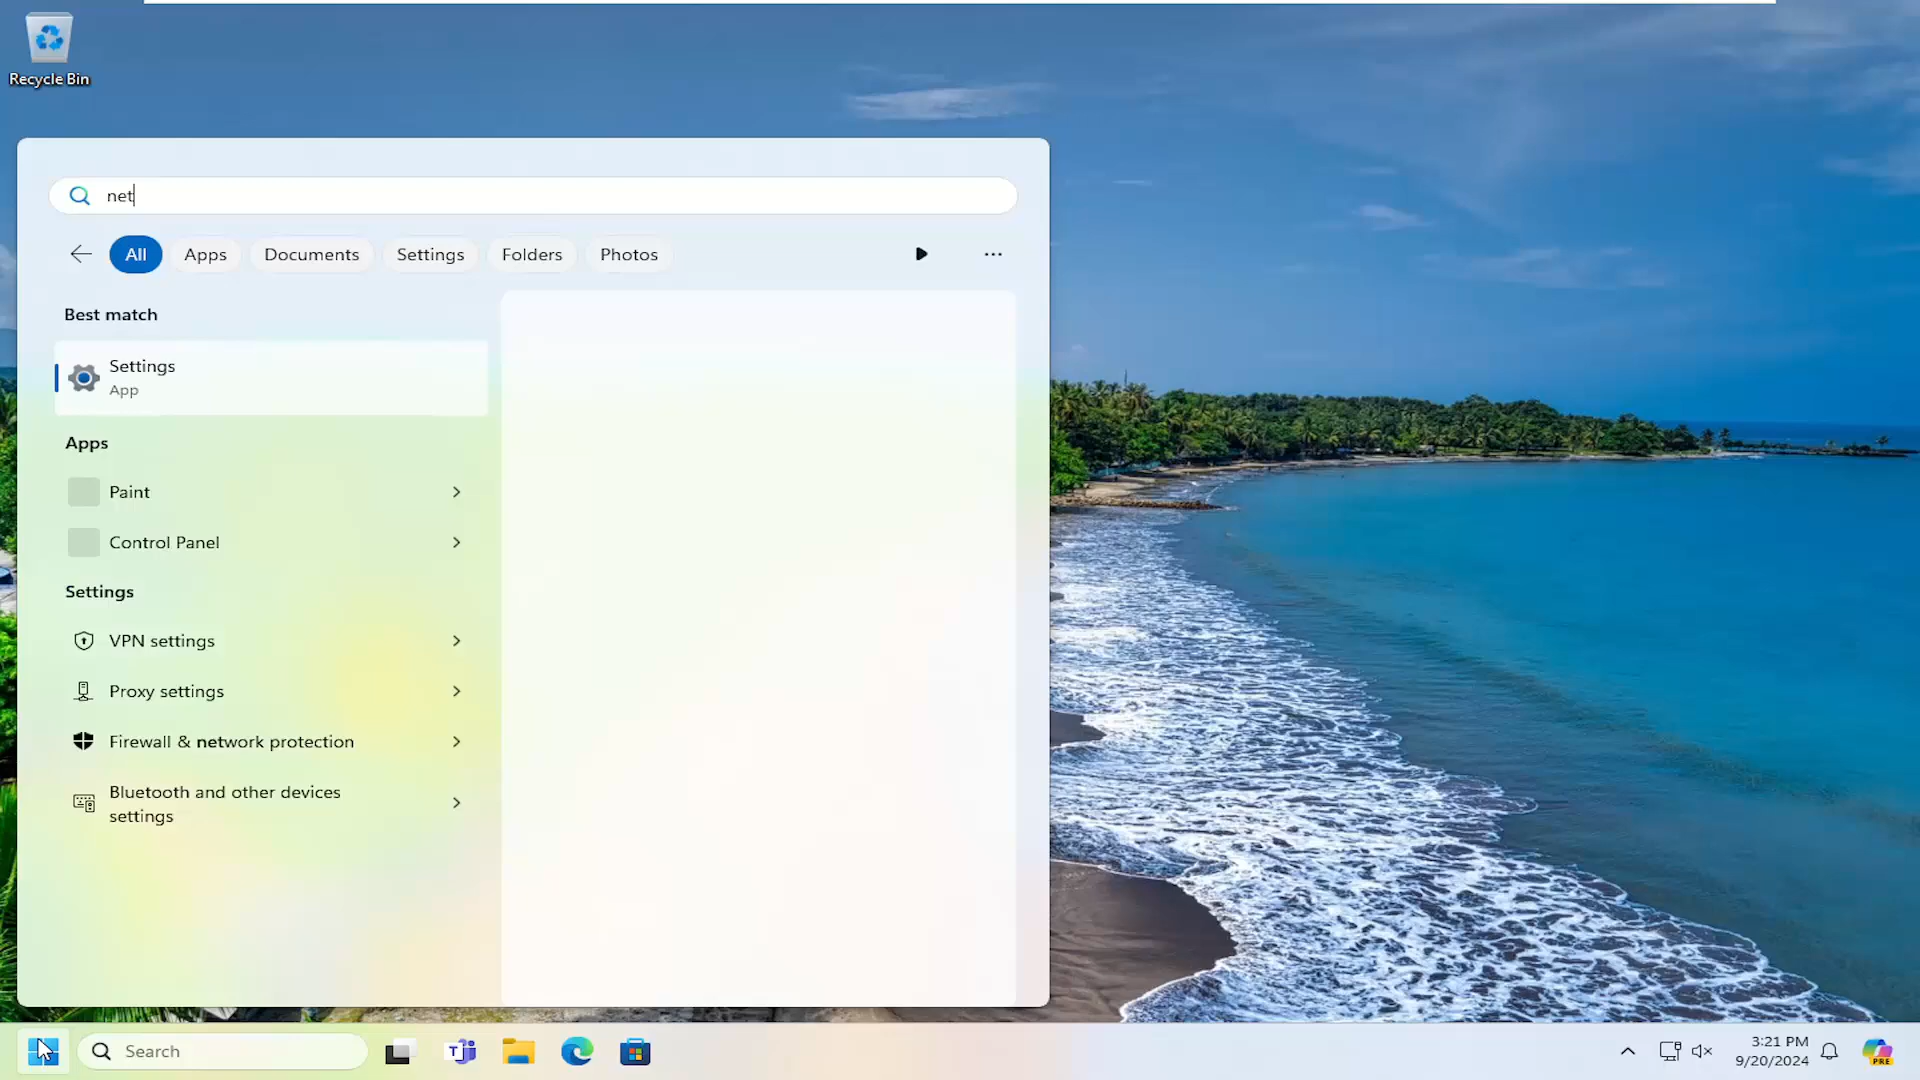 Recycle Bin
net
All
Apps
Documents
Settings
Folders
Photos
Best match
Settings
App
Apps
Paint
Control Panel
Settings
VPN settings
Proxy settings
Firewall & network protection
Bluetooth and other devices
settings
Search
3:21 PM
9/20/2024
PRE